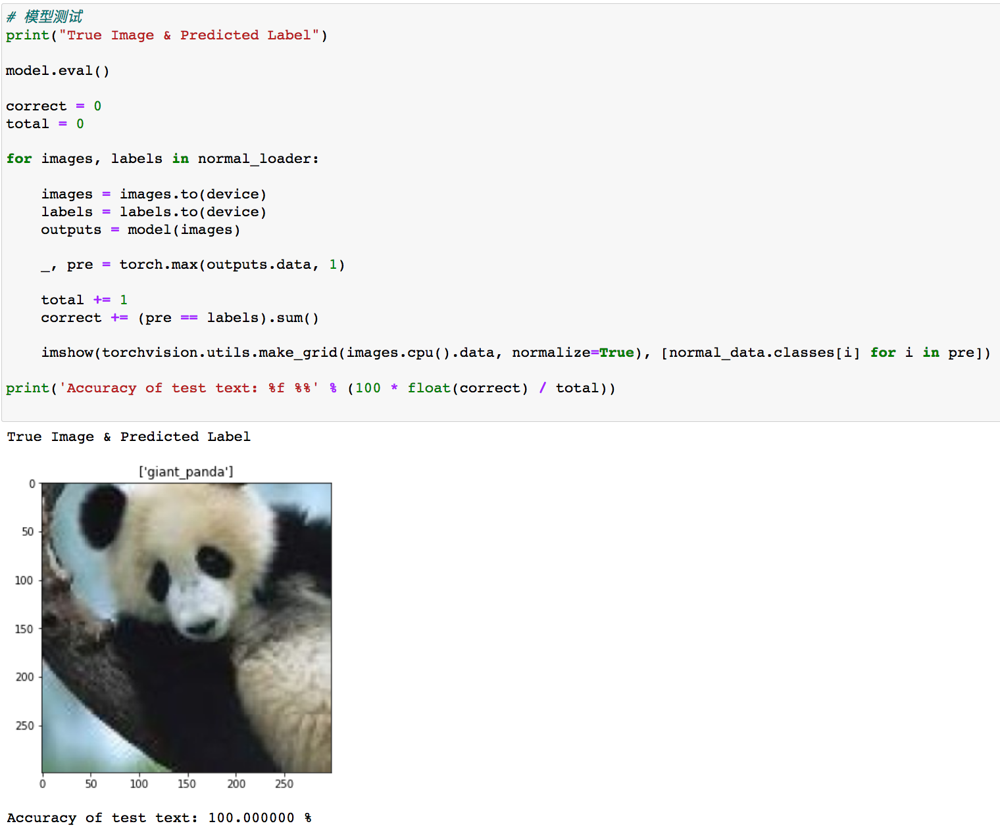 # 模型测试
print("True Image & Predicted Label")
model.eval()
correct = 0
total = 0
for images, labels in normal_loader:
images = images.to(device)
labels = labels.to(device)
outputs = model(images)
_, pre = torch.max(outputs.data, 1)
total += 1
correct += (pre == labels).sum()
imshow(torchvision.utils.make_grid(images.cpu().data, normalize=True), [normal_data.classes[i] for i in pre])
print('Accuracy of test text: %f %%' % (100 * float(correct) / total))
True Image & Predicted Label
['giant_panda']
0
50
100
150
200
250
0 50 100 150 200 250
Accuracy of test text: 100.000000 %